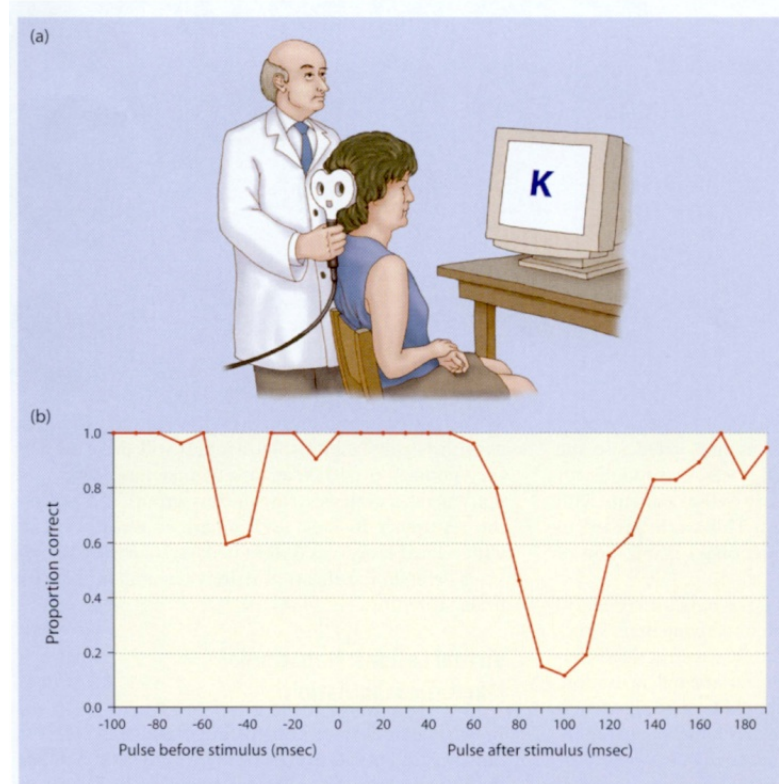 (a)
K
(b)
1.0
0.8
0.6
0.4
0.2
0.0
Proportion correct
-100 -80 -60 -40 -20 0 20 40 60 80 100 120 140 160 180
Pulse before stimulus (msec) Pulse after stimulus (msec)